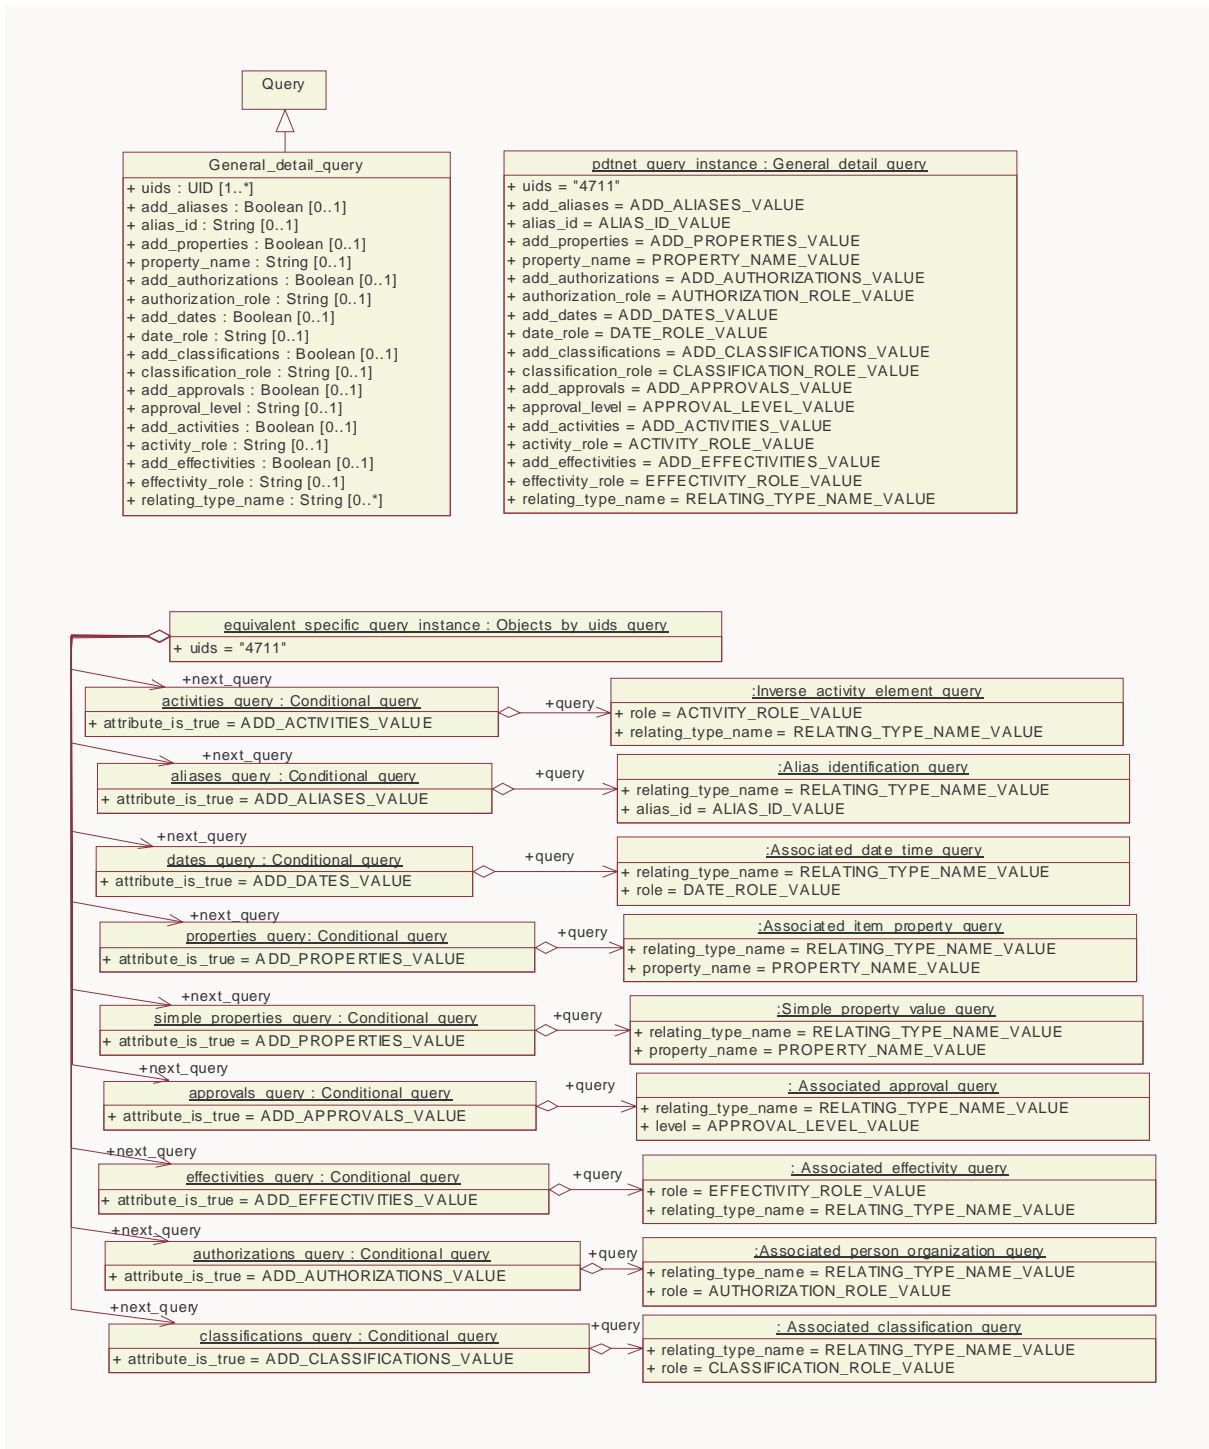 Query
General_detail_query
+ uids : UID [1..*]
+ add_aliases : Boolean [0..1]
+ alias_id : String [0..1]
+ add_properties : Boolean [0..1]
+ property_name : String [0..1]
+ add_authorizations : Boolean [0..1]
+ authorization_role : String [0..1]
+ add_dates : Boolean [0..1]
+ date_role : String [0..1]
+ add_classifications : Boolean [0..1]
+ classification_role : String [0..1]
+ add_approvals : Boolean [0..1]
+ approval_level : String [0..1]
+ add_activities : Boolean [0..1]
+ activity_role : String [0..1]
+ add_effectivities : Boolean [0..1]
+ effectivity_role : String [0..1]
+ relating_type_name : String [0..*]
pdtnet_query_instance : General_detail_query
+ uids = "4711"
+ add_aliases = ADD_ALIASES_VALUE
+ alias_id = ALIAS_ID_VALUE
+ add_properties = ADD_PROPERTIES_VALUE
+ property_name = PROPERTY_NAME_VALUE
+ add_authorizations = ADD_AUTHORIZATIONS_VALUE
+ authorization_role = AUTHORIZATION_ROLE_VALUE
+ add_dates = ADD_DATES_VALUE
+ date_role = DATE_ROLE_VALUE
+ add_classifications = ADD_CLASSIFICATIONS_VALUE
+ classification_role = CLASSIFICATION_ROLE_VALUE
+ add_approvals = ADD_APPROVALS_VALUE
+ approval_level = APPROVAL_LEVEL_VALUE
+ add_activities = ADD_ACTIVITIES_VALUE
+ activity_role = ACTIVITY_ROLE_VALUE
+ add_effectivities = ADD_EFFECTIVITIES_VALUE
+ effectivity_role = EFFECTIVITY_ROLE_VALUE
+ relating_type_name = RELATING_TYPE_NAME_VALUE
equivalent_specific_query_instance : Objects_by_uids_query
+ uids = "4711"
+next_query
activities_query : Conditional_query
+ attribute_is_true = ADD_ACTIVITIES_VALUE
+query
:Inverse_activity_element_query
+ role = ACTIVITY_ROLE_VALUE
+ relating_type_name = RELATING_TYPE_NAME_VALUE
+next_query
aliases_query : Conditional_query
+ attribute_is_true = ADD_ALIASES_VALUE
+query
:Alias_identification_query
+ relating_type_name = RELATING_TYPE_NAME_VALUE
+ alias_id = ALIAS_ID_VALUE
+next_query
dates_query : Conditional_query
+ attribute_is_true = ADD_DATES_VALUE
+query
:Associated_date_time_query
+ relating_type_name = RELATING_TYPE_NAME_VALUE
+ role = DATE_ROLE_VALUE
+next_query
properties_query: Conditional_query
+ attribute_is_true = ADD_PROPERTIES_VALUE
+query
:Associated_item_property_query
+ relating_type_name = RELATING_TYPE_NAME_VALUE
+ property_name = PROPERTY_NAME_VALUE
+next_query
simple_properties_query : Conditional_query
+ attribute_is_true = ADD_PROPERTIES_VALUE
+query
:Simple_property_value_query
+ relating_type_name = RELATING_TYPE_NAME_VALUE
+ property_name = PROPERTY_NAME_VALUE
+next_query
approvals_query : Conditional_query
+ attribute_is_true = ADD_APPROVALS_VALUE
+query
: Associated_approval_query
+ relating_type_name = RELATING_TYPE_NAME_VALUE
+ level = APPROVAL_LEVEL_VALUE
+next_query
effectivities_query : Conditional_query
+ attribute_is_true = ADD_EFFECTIVITIES_VALUE
+query
: Associated_effectivity_query
+ role = EFFECTIVITY_ROLE_VALUE
+ relating_type_name = RELATING_TYPE_NAME_VALUE
+next_query
authorizations_query : Conditional_query
+ attribute_is_true = ADD_AUTHORIZATIONS_VALUE
+query
:Associated_person_organization_query
+ relating_type_name = RELATING_TYPE_NAME_VALUE
+ role = AUTHORIZATION_ROLE_VALUE
+next_query
classifications_query : Conditional_query
+ attribute_is_true = ADD_CLASSIFICATIONS_VALUE
+query
: Associated_classification_query
+ relating_type_name = RELATING_TYPE_NAME_VALUE
+ role = CLASSIFICATION_ROLE_VALUE